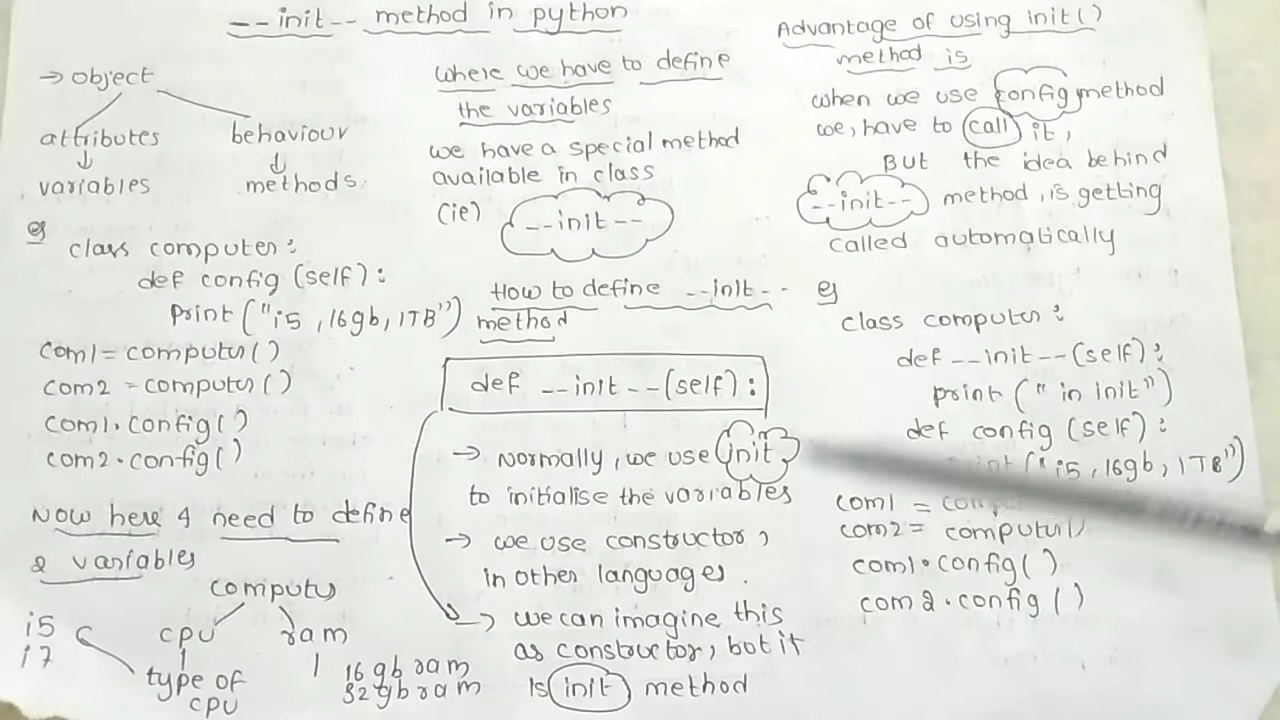 --init-- method in python
→ object
attributes behaviour
variables methods
eg
class computer:
def config (self):
print("i5, 16gb, 1TB")
com1 = computer()
com2 = computer()
com1.config()
com2.config()
Now here I need to define
2 variables
computer
i5 cpu ram
i7
type of
cpu
16 gb ram
32 gb ram
where we have to define
the variables
we have a special method
available in class
(ie)
--init--
How to define --init--
method
def --init--(self):
→ Normally, we use init
to initialise the variables
→ we use constructor,
in other languages.
→ we can imagine this
as constructor, but it
is init method
Advantage of using init()
method is
when we use config method
we, have to call it,
But the idea behind
--init-- method, is getting
called automatically
eg
class computer:
def --init--(self):
print ("in init")
def config (self):
("i5, 16gb, 1TB")
com1 =
com2 = computer()
com1.config()
com2.config()